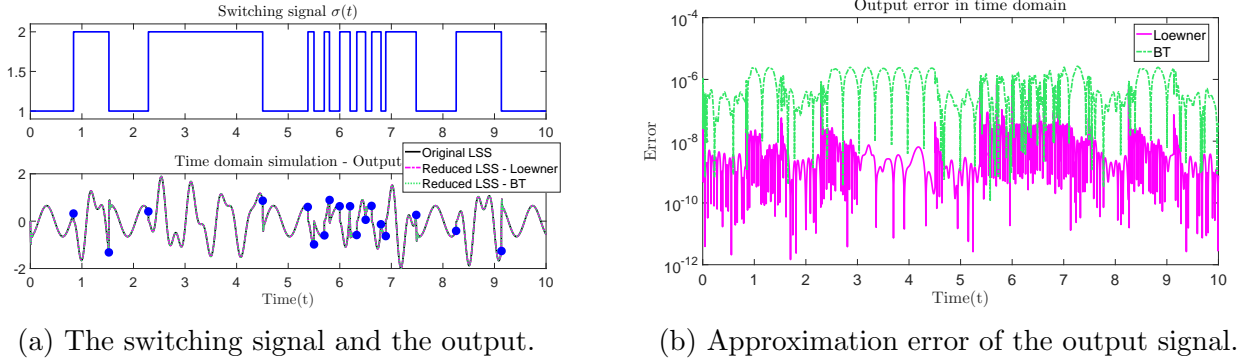 Switching signal σ(t)
2
1.5
1
0 1 2 3 4 5 6 7 8 9 10
Time domain simulation - Output
Original LSS
Reduced LSS - Loewner
Reduced LSS - BT
2
0
-2
0 1 2 3 4 5 6 7 8 9 10
Time(t)
(a) The switching signal and the output.
Output error in time domain
Loewner
BT
10^-4
10^-6
10^-8
10^-10
10^-12
Error
0 1 2 3 4 5 6 7 8 9 10
Time(t)
(b) Approximation error of the output signal.